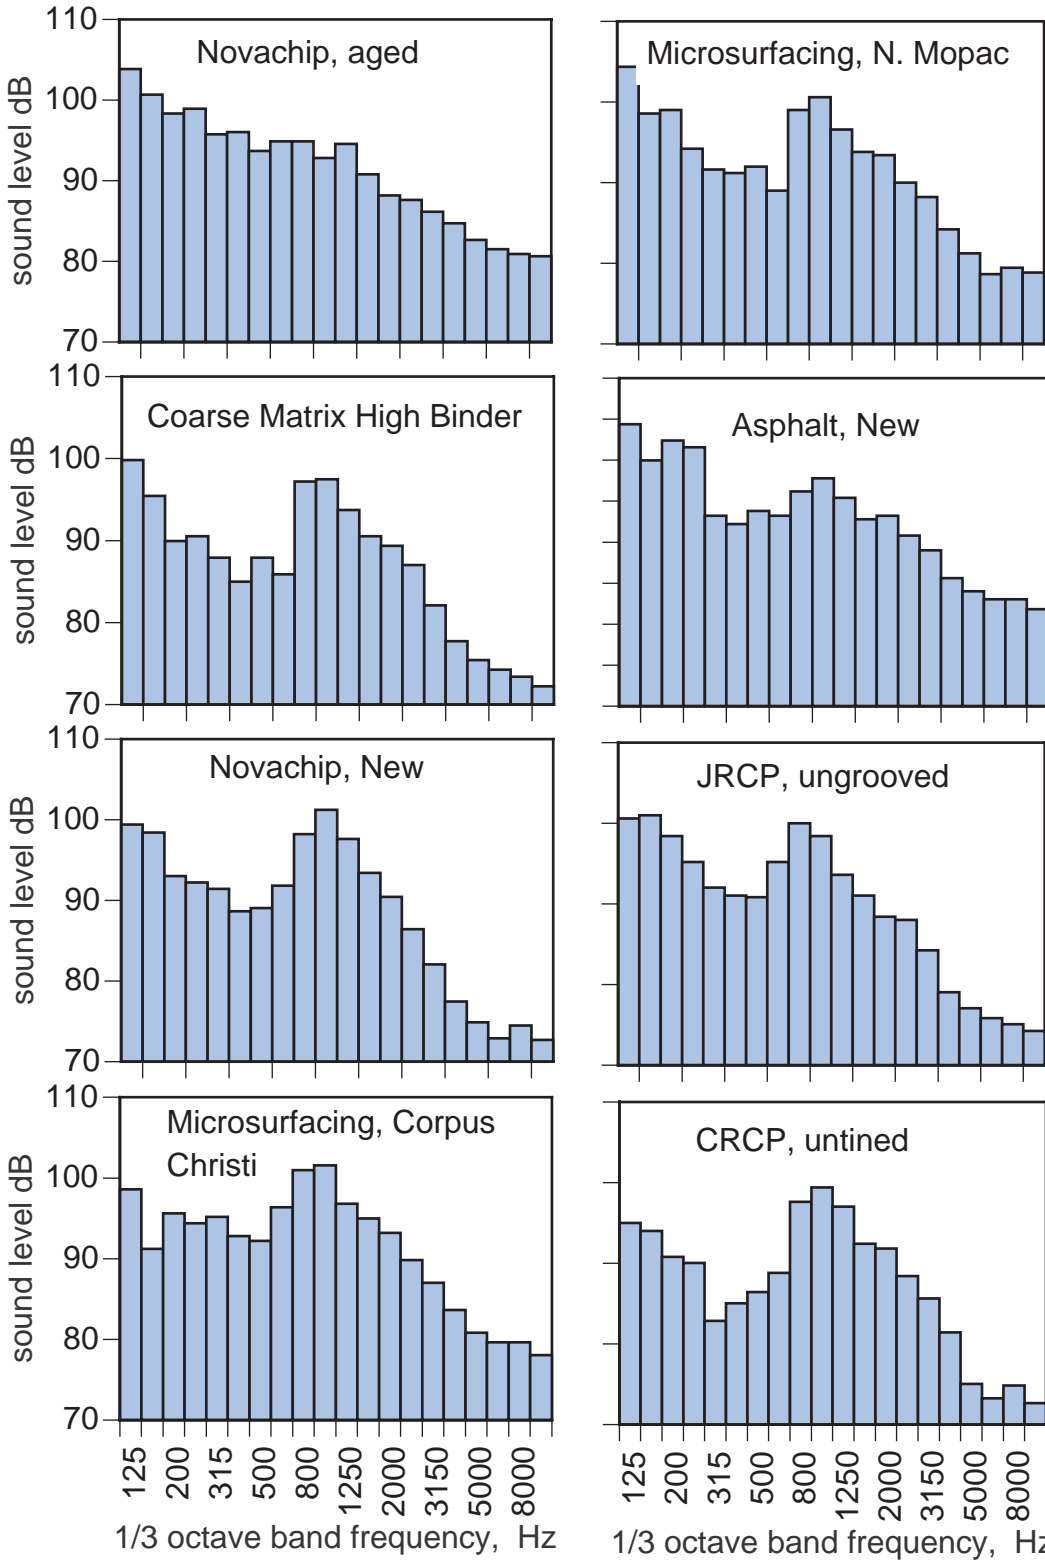 110
100
90
80
70
sound level dB
Novachip, aged
Microsurfacing, N. Mopac
110
100
90
80
70
sound level dB
Coarse Matrix High Binder
Asphalt, New
110
100
90
80
70
sound level dB
Novachip, New
JRCP, ungrooved
110
100
90
80
70
sound level dB
Microsurfacing, Corpus
Christi
CRCP, untined
125 200 315 500 800 1250 2000 3150 5000 8000
1/3 octave band frequency, Hz
125 200 315 500 800 1250 2000 3150 5000 8000
1/3 octave band frequency, Hz